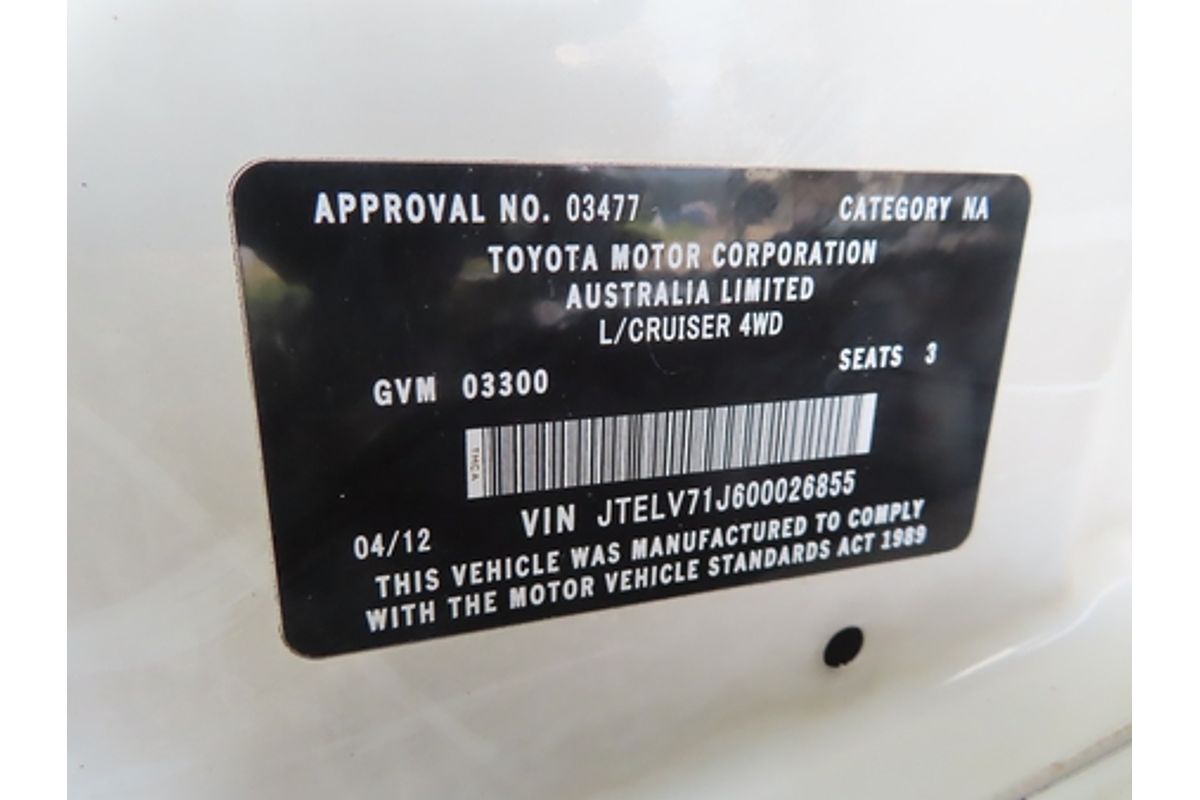 APPROVAL NO. 03477 CATEGORY NA
TOYOTA MOTOR CORPORATION
AUSTRALIA LIMITED
L/CRUISER 4WD
GVM 03300 SEATS 3
TMCA
VIN JTELV71J600026855
04/12
THIS VEHICLE WAS MANUFACTURED TO COMPLY
WITH THE MOTOR VEHICLE STANDARDS ACT 1989